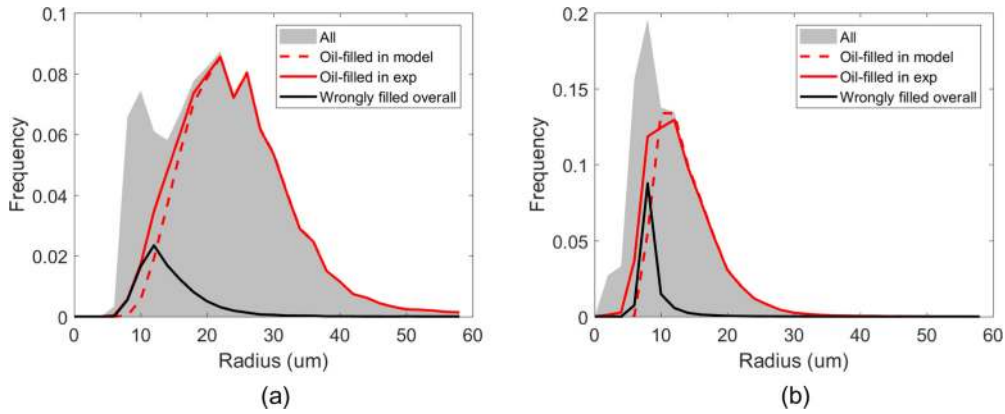 All
Oil-filled in model
Oil-filled in exp
Wrongly filled overall
0.1
0.08
0.06
0.04
0.02
0
Frequency
0 10 20 30 40 50 60
Radius (um)
(a)
All
Oil-filled in model
Oil-filled in exp
Wrongly filled overall
0.2
0.15
0.1
0.05
0
Frequency
0 10 20 30 40 50 60
Radius (um)
(b)